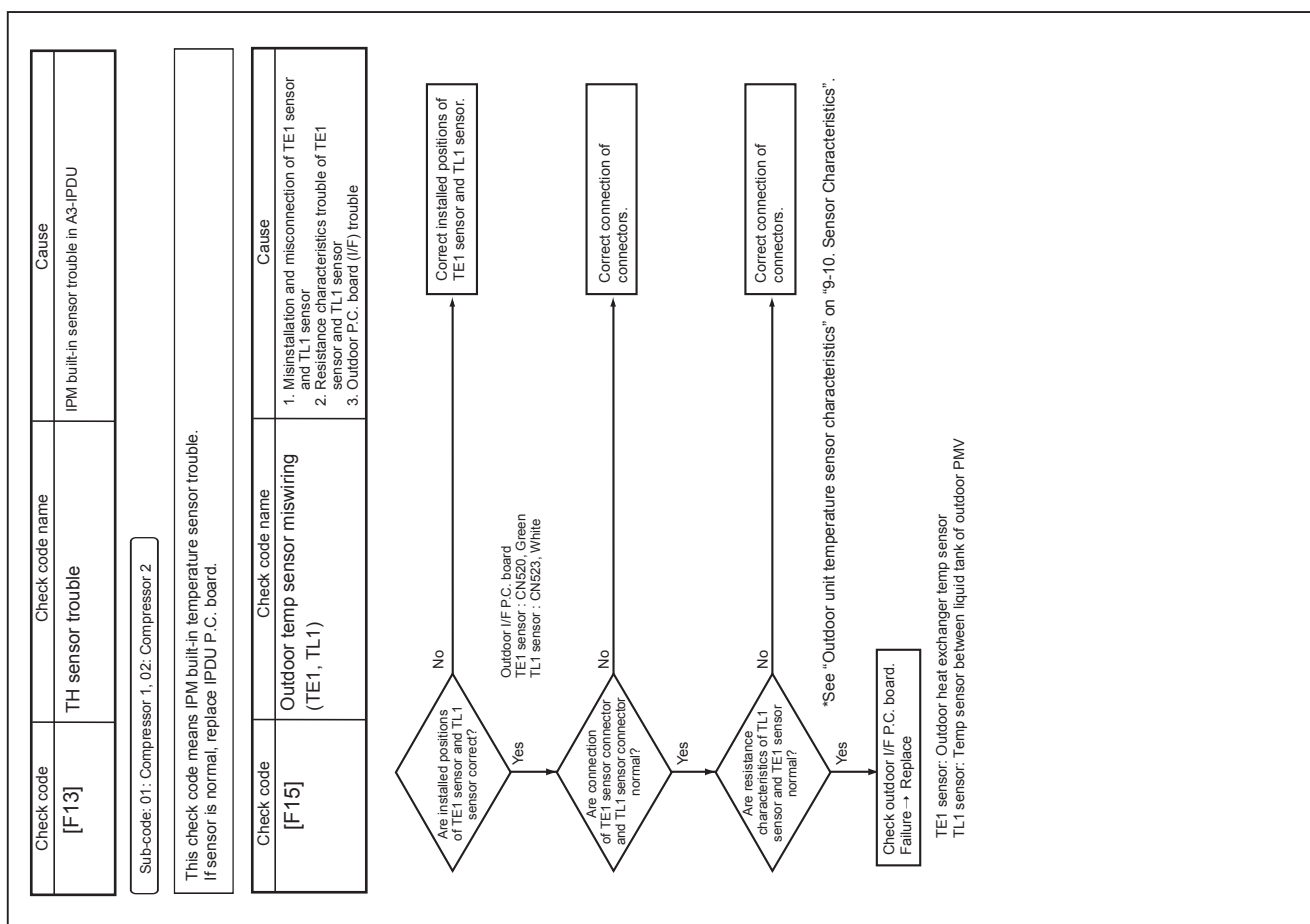 Check code
Check code name
Cause
[F13]
TH sensor trouble
IPM built-in sensor trouble in A3-IPDU
Sub-code: 01: Compressor 1, 02: Compressor 2
This check code means IPM built-in temperature sensor trouble.
If sensor is normal, replace IPDU P.C. board.
Check code
Check code name
Cause
[F15]
Outdoor temp sensor miswiring
(TE1, TL1)
1. Misinstallation and misconnection of TE1 sensor
and TL1 sensor
2. Resistance characteristics trouble of TE1
sensor and TL1 sensor
3. Outdoor P.C. board (I/F) trouble
Are installed positions
of TE1 sensor and TL1
sensor correct?
No
Correct installed positions of
TE1 sensor and TL1 sensor.
Yes
Outdoor I/F P.C. board
TE1 sensor : CN520, Green
TL1 sensor : CN523, White
Are connection
of TE1 sensor connector
and TL1 sensor connector
normal?
No
Correct connection of
connectors.
Yes
Are resistance
characteristics of TL1
sensor and TE1 sensor
normal?
No
Correct connection of
connectors.
Yes
*See “Outdoor unit temperature sensor characteristics” on “9-10. Sensor Characteristics”.
Check outdoor I/F P.C. board.
Failure → Replace
TE1 sensor: Outdoor heat exchanger temp sensor
TL1 sensor: Temp sensor between liquid tank of outdoor PMV